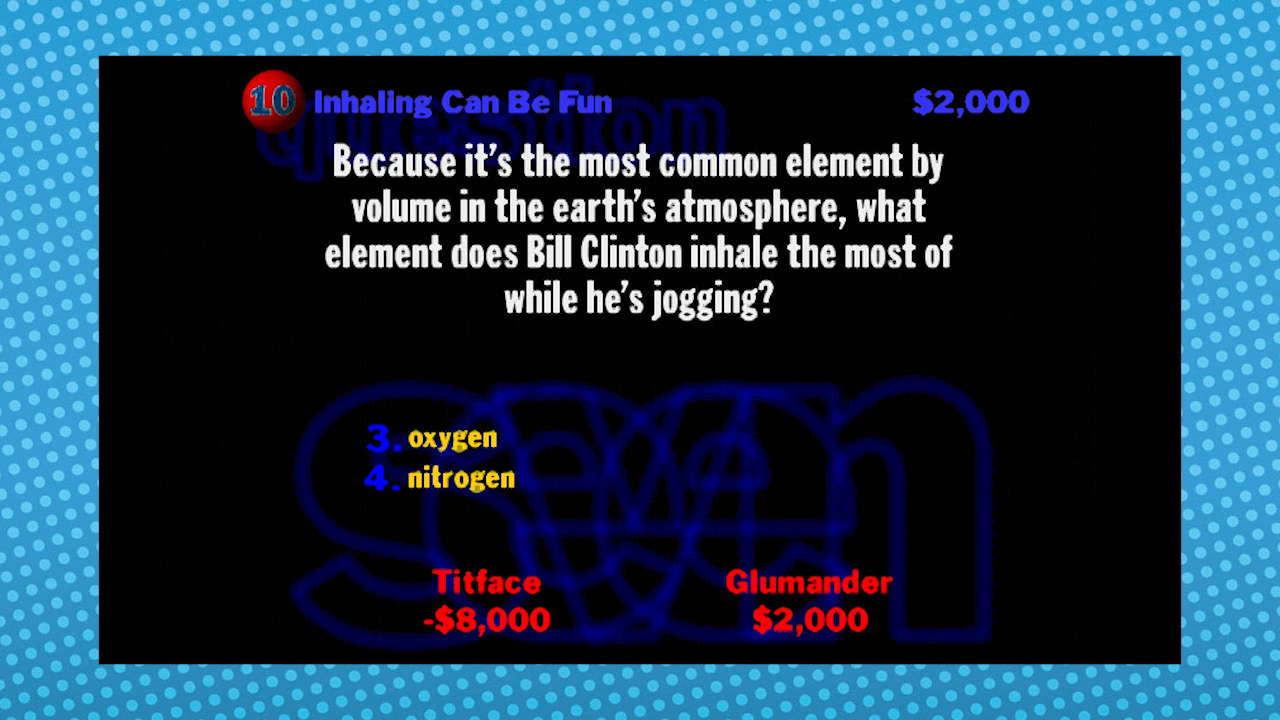 10 Inhaling Can Be Fun $2,000
question
Because it's the most common element by
volume in the earth's atmosphere, what
element does Bill Clinton inhale the most of
while he's jogging?
3. oxygen
4. nitrogen
seven
Titface Glumander
-$8,000 $2,000